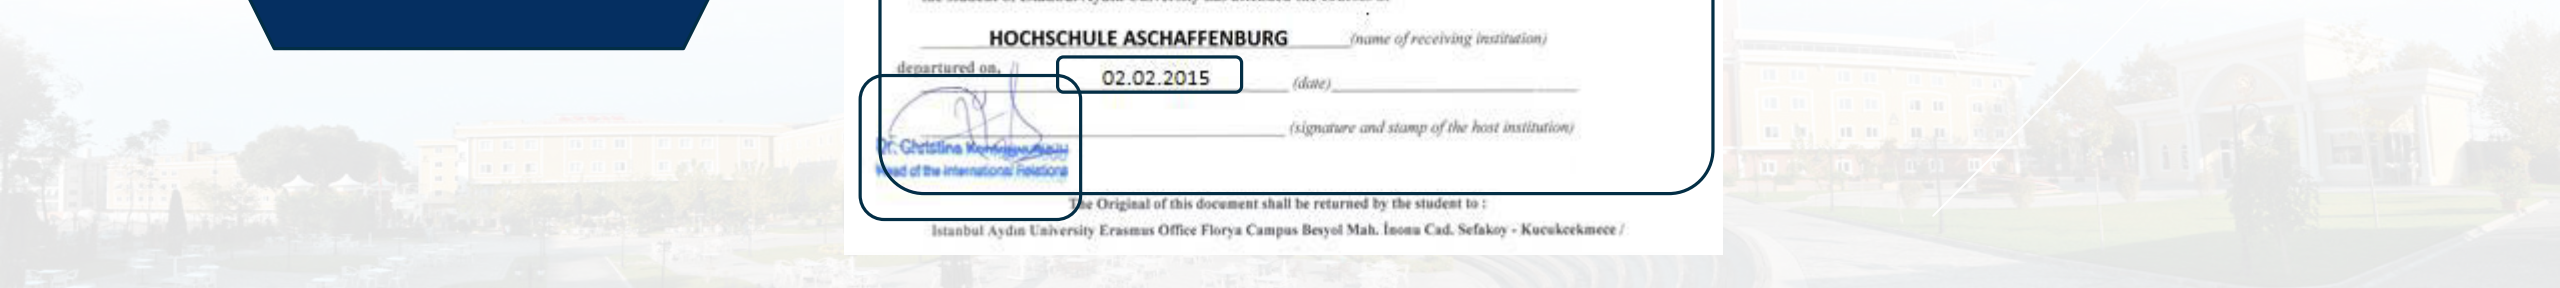 HOCHSCHULE ASCHAFFENBURG (name of receiving institution)
departured on, 02.02.2015 (date)
(signature and stamp of the host institution)
Dr. Christina
Head of the International Relations
The Original of this document shall be returned by the student to :
İstanbul Aydın University Erasmus Office Florya Campus Besyol Mah. İnonu Cad. Sefakoy - Kucukcekmece /